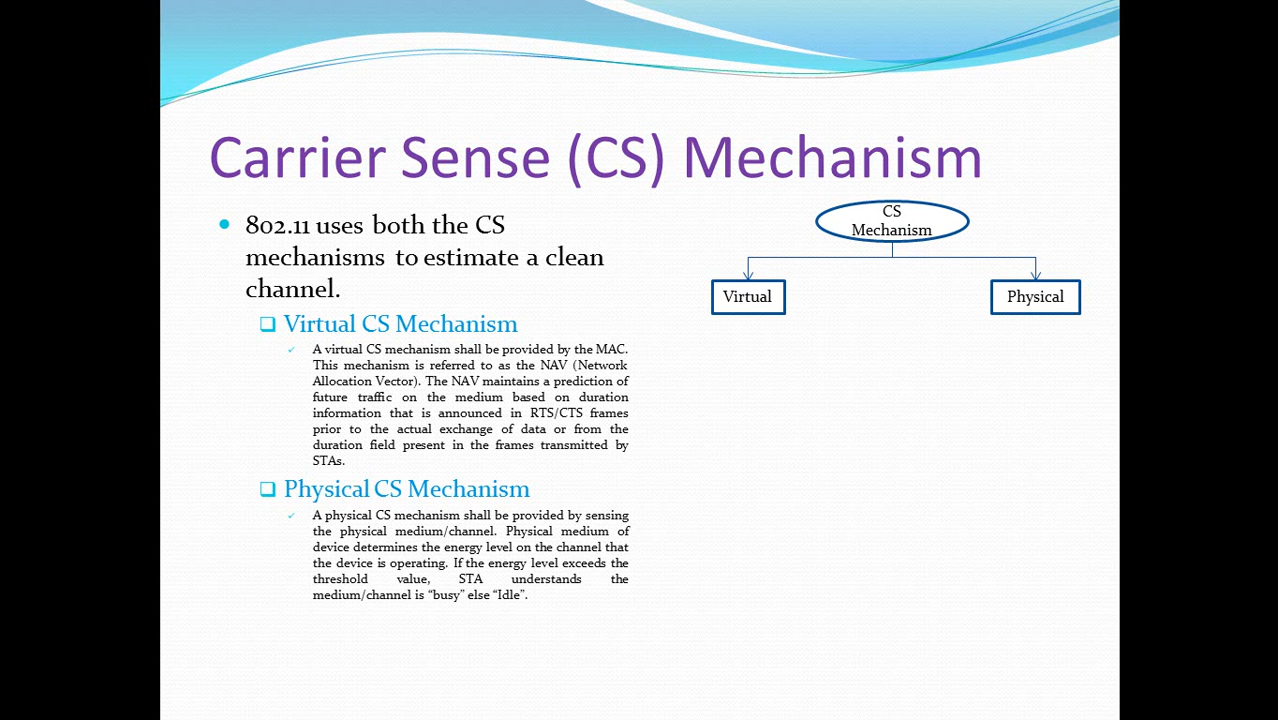 Carrier Sense (CS) Mechanism
802.11 uses both the CS
mechanisms to estimate a clean
channel.
Virtual CS Mechanism
A virtual CS mechanism shall be provided by the MAC.
This mechanism is referred to as the NAV (Network
Allocation Vector). The NAV maintains a prediction of
future traffic on the medium based on duration
information that is announced in RTS/CTS frames
prior to the actual exchange of data or from the
duration field present in the frames transmitted by
STAs.
Physical CS Mechanism
A physical CS mechanism shall be provided by sensing
the physical medium/channel. Physical medium of
device determines the energy level on the channel that
the device is operating. If the energy level exceeds the
threshold value, STA understands the
medium/channel is “busy” else “Idle”.
CS
Mechanism
Virtual
Physical